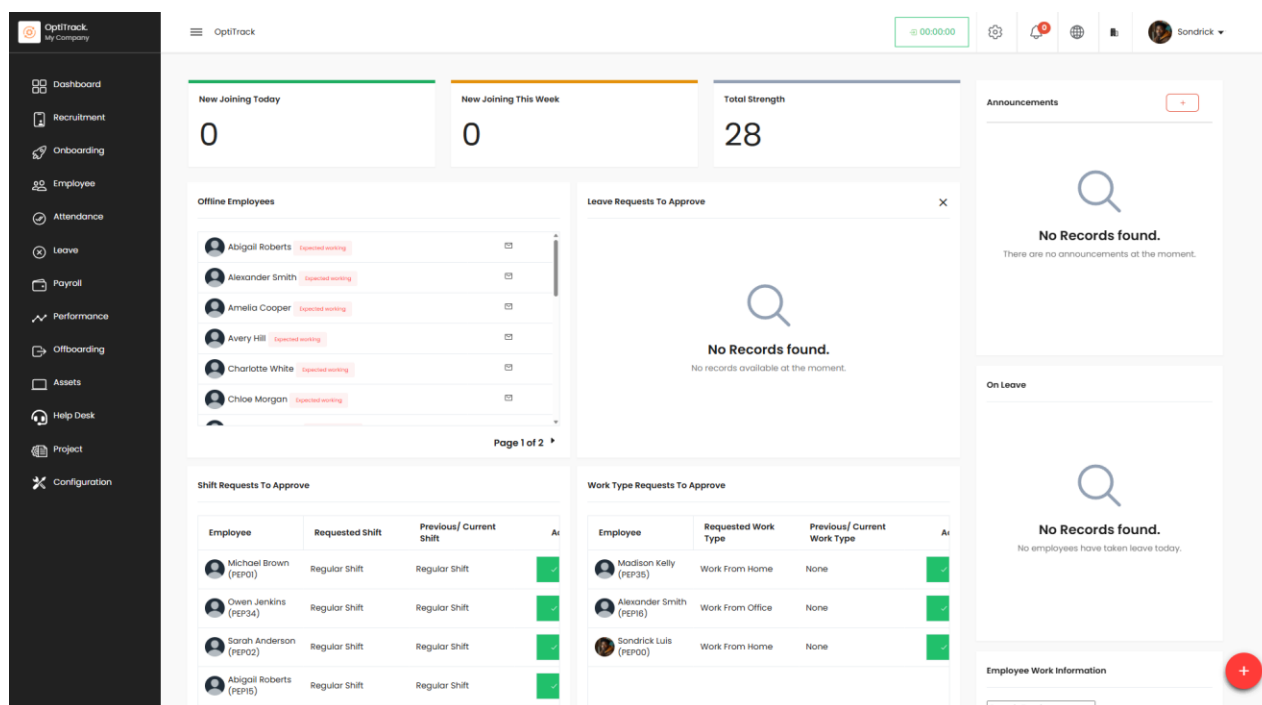 OptiTrack.
My Company
OptiTrack
00:00:00
0
Sondrick
Dashboard
Recruitment
Onboarding
Employee
Attendance
Leave
Payroll
Performance
Offboarding
Assets
Help Desk
Project
Configuration
New Joining Today
0
New Joining This Week
0
Total Strength
28
Announcements
+
No Records found.
There are no announcements at the moment.
Offline Employees
Abigail Roberts Expected working
Alexander Smith Expected working
Amelia Cooper Expected working
Avery Hill Expected working
Charlotte White Expected working
Chloe Morgan Expected working
Page 1 of 2
Leave Requests To Approve
No Records found.
No records available at the moment.
On Leave
No Records found.
No employees have taken leave today.
Shift Requests To Approve
Employee Requested Shift Previous/ Current Shift
Michael Brown (PEP01) Regular Shift Regular Shift
Owen Jenkins (PEP34) Regular Shift Regular Shift
Sarah Anderson (PEP02) Regular Shift Regular Shift
Abigail Roberts (PEP15) Regular Shift Regular Shift
Work Type Requests To Approve
Employee Requested Work Type Previous/ Current Work Type
Madison Kelly (PEP35) Work From Home None
Alexander Smith (PEP16) Work From Office None
Sondrick Luis (PEP00) Work From Home None
Employee Work Information
+